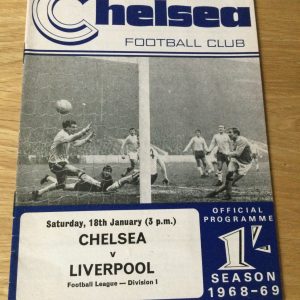 Chelsea
FOOTBALL CLUB
Saturday, 18th January (3 p.m.)
CHELSEA
v
LIVERPOOL
Football League — Division I
OFFICIAL
PROGRAMME
1/-
SEASON
1968-69